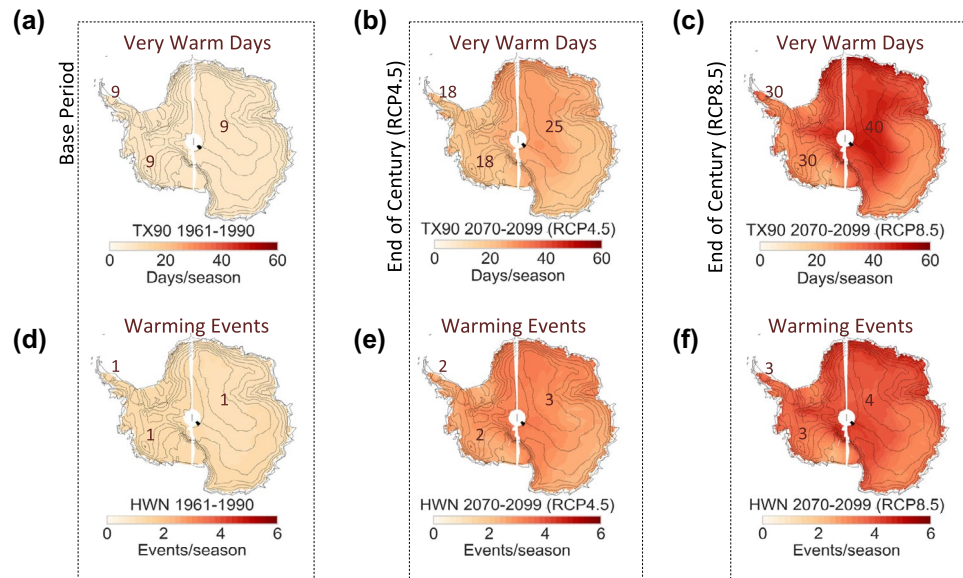 (a)
Very Warm Days
Base Period
9
9
9
TX90 1961-1990
0 20 40 60
Days/season
(b)
Very Warm Days
End of Century (RCP4.5)
18
25
18
TX90 2070-2099 (RCP4.5)
0 20 40 60
Days/season
(c)
Very Warm Days
End of Century (RCP8.5)
30
40
30
TX90 2070-2099 (RCP8.5)
0 20 40 60
Days/season
(d)
Warming Events
1
1
1
HWN 1961-1990
0 2 4 6
Events/season
(e)
Warming Events
2
3
2
HWN 2070-2099 (RCP4.5)
0 2 4 6
Events/season
(f)
Warming Events
3
4
3
HWN 2070-2099 (RCP8.5)
0 2 4 6
Events/season